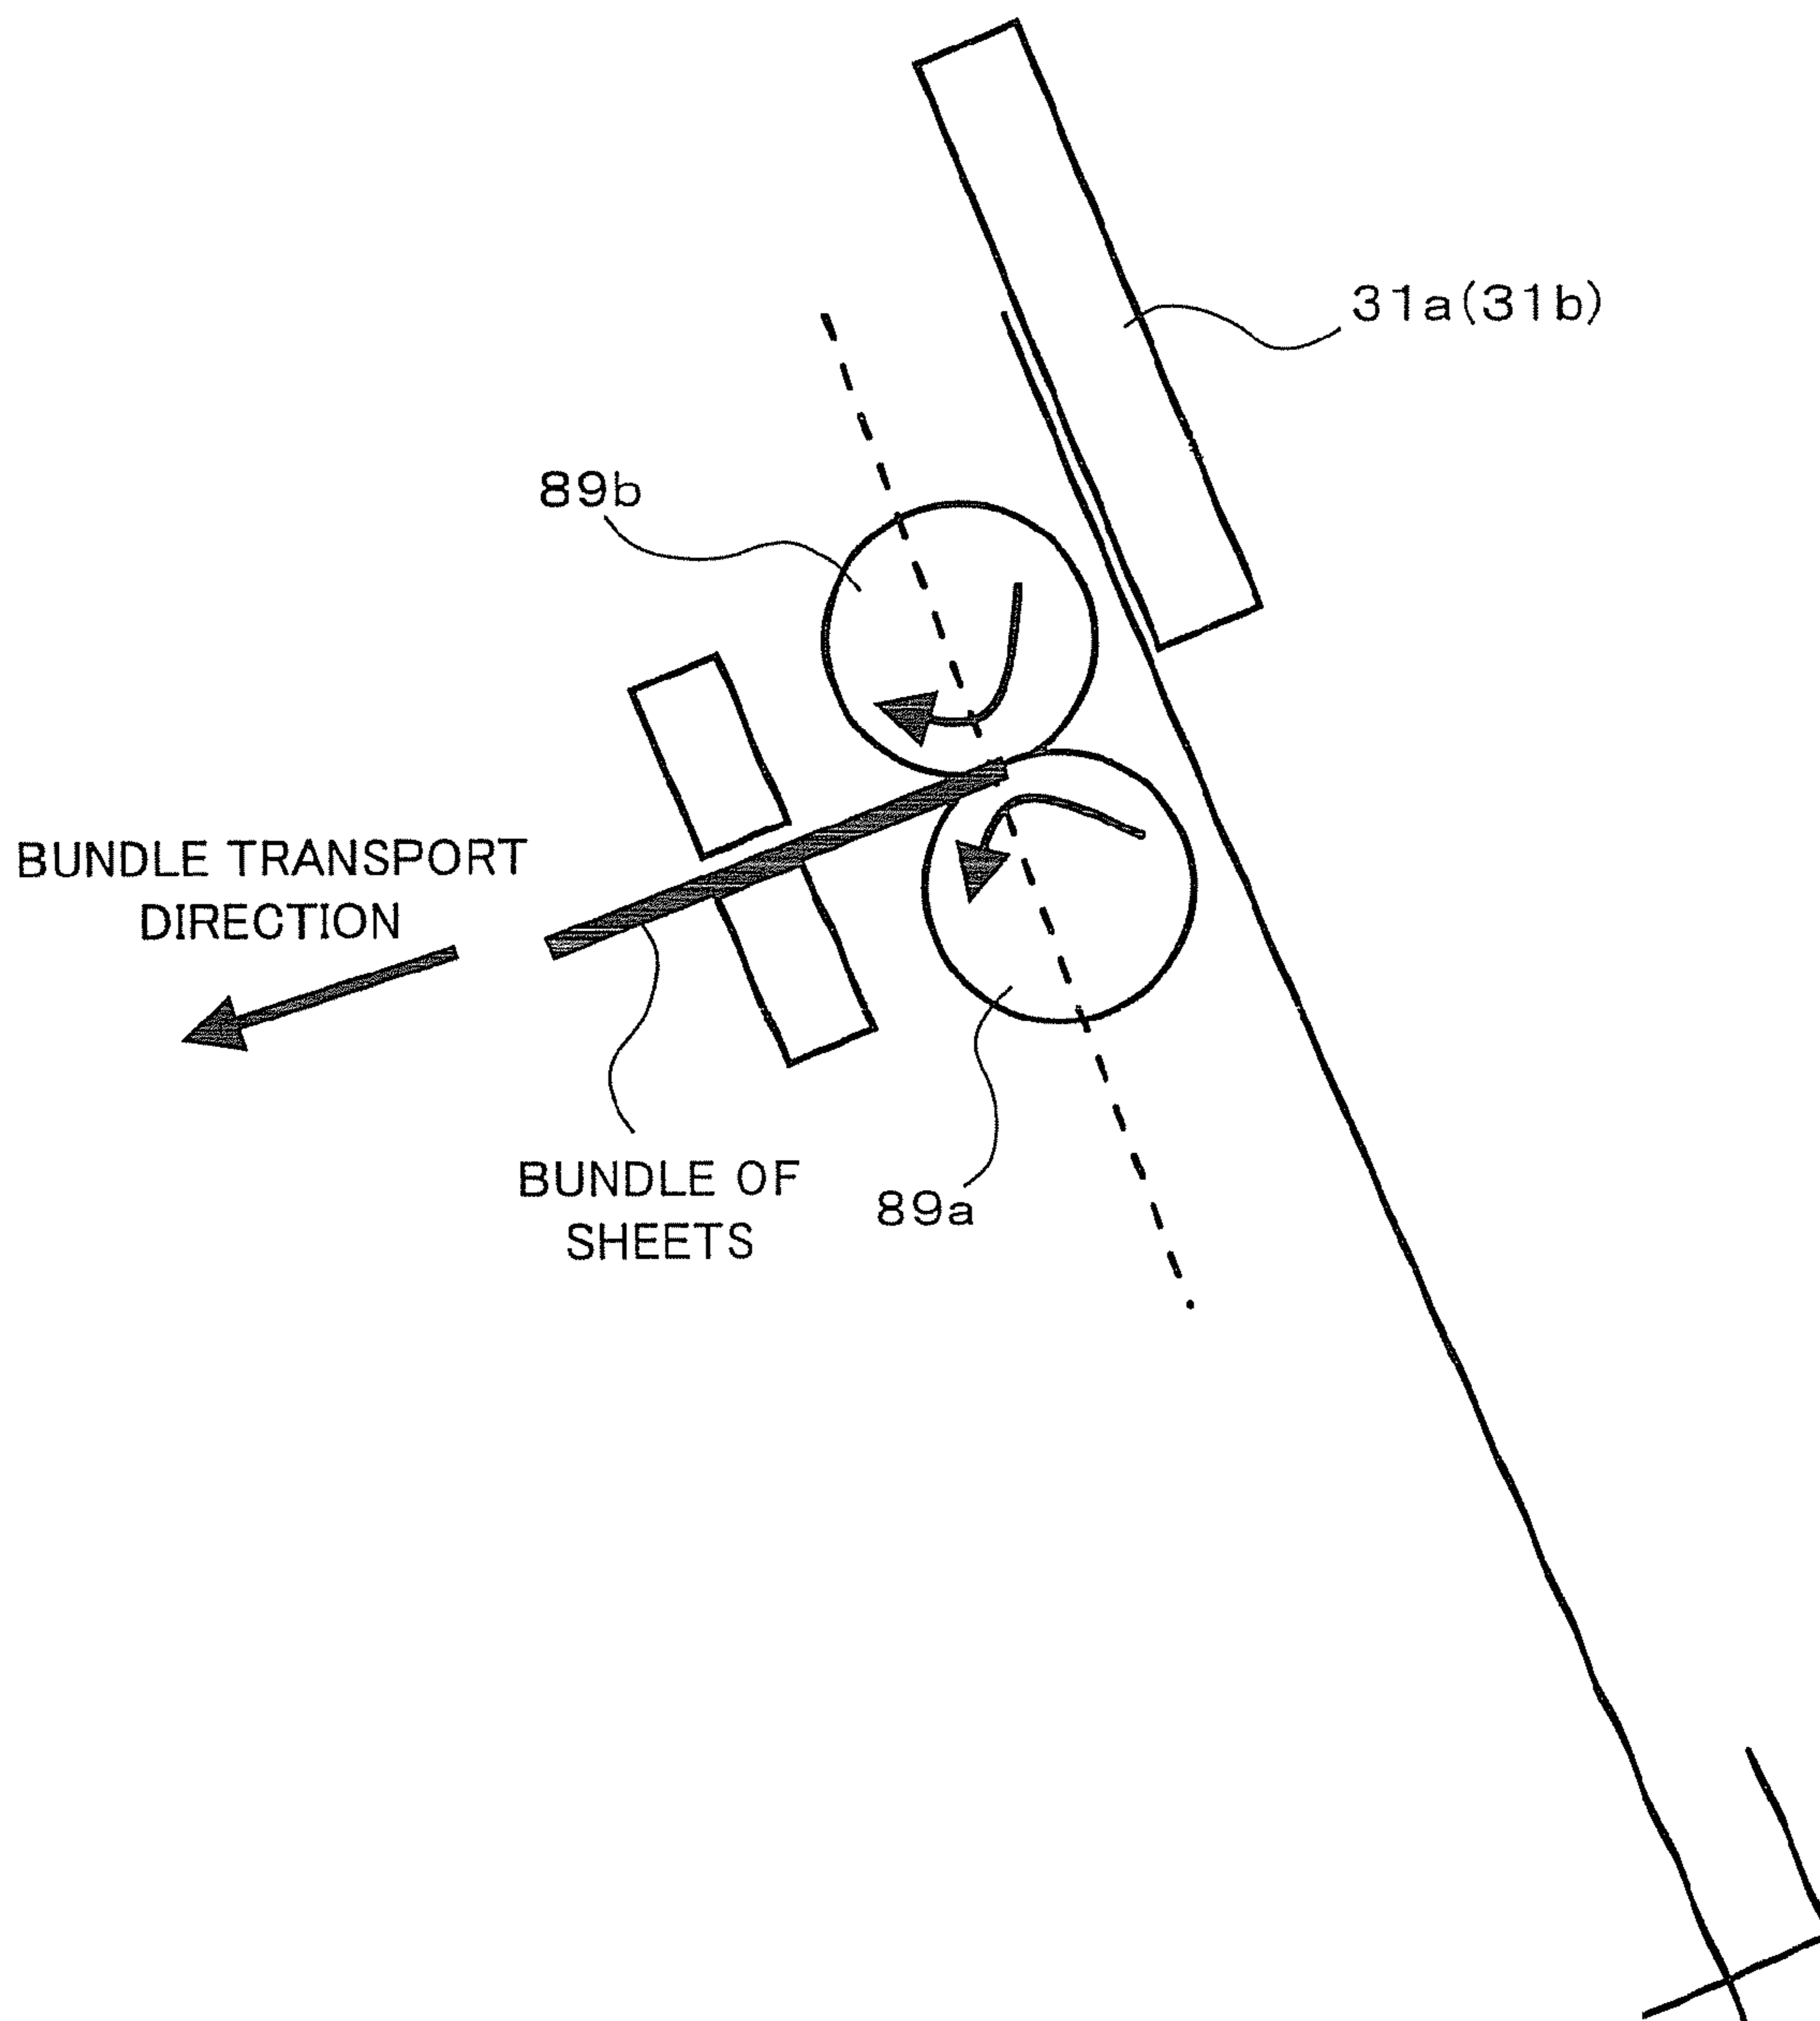 31a(31b)
89b
BUNDLE TRANSPORT
DIRECTION
BUNDLE OF
SHEETS
89a